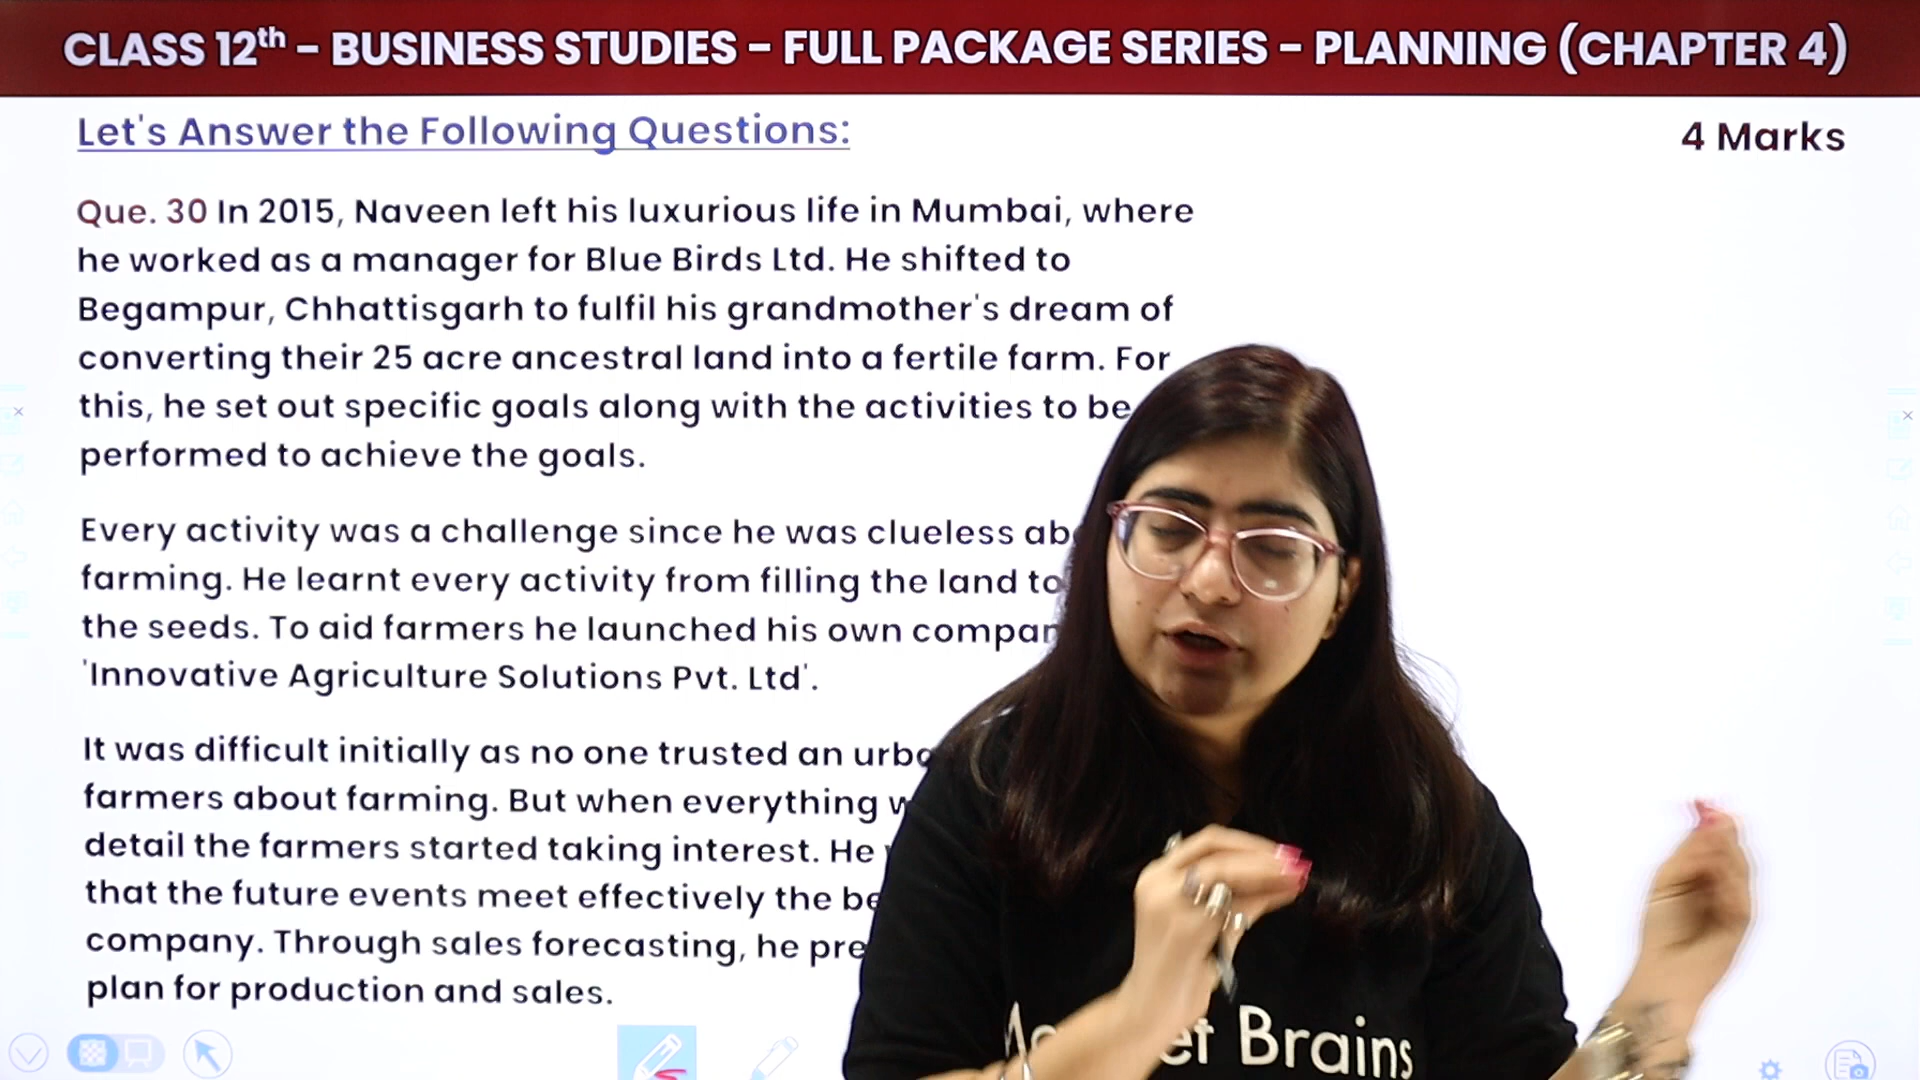 CLASS 12th – BUSINESS STUDIES – FULL PACKAGE SERIES – PLANNING (CHAPTER 4)
Let's Answer the Following Questions:
4 Marks
Que. 30 In 2015, Naveen left his luxurious life in Mumbai, where
he worked as a manager for Blue Birds Ltd. He shifted to
Begampur, Chhattisgarh to fulfil his grandmother's dream of
converting their 25 acre ancestral land into a fertile farm. For
this, he set out specific goals along with the activities to be
performed to achieve the goals.
Every activity was a challenge since he was clueless
farming. He learnt every activity from filling the land to
the seeds. To aid farmers he launched his own
'Innovative Agriculture Solutions Pvt. Ltd'.
It was difficult initially as no one trusted an
farmers about farming. But when everything
detail the farmers started taking interest. He
that the future events meet effectively the
company. Through sales forecasting, he
plan for production and sales.
Brains